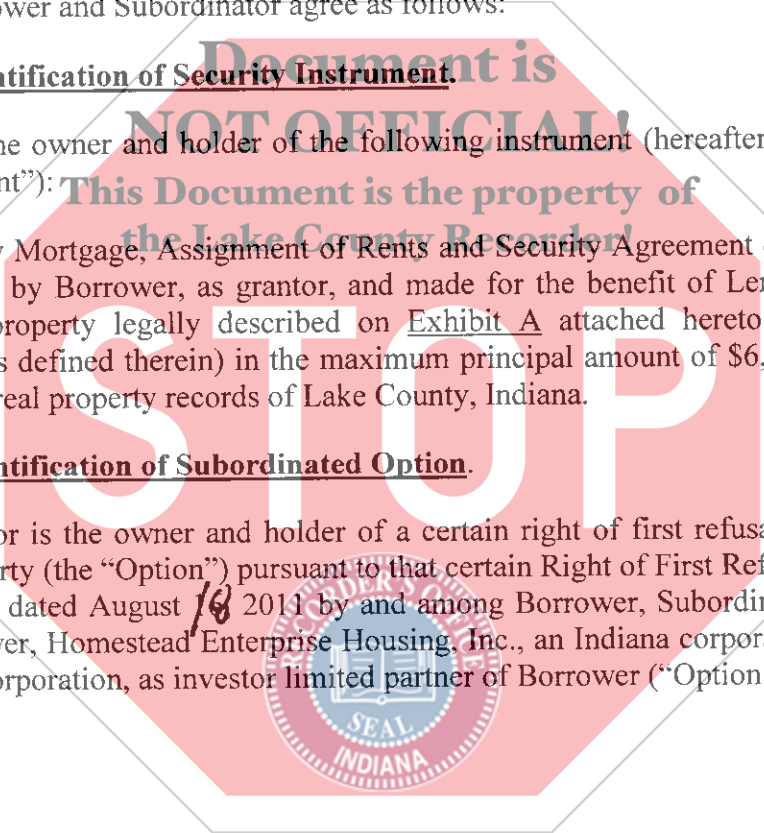 ower and Subordinator agree as follows:
Document is
ntification of Security Instrument.
NOT OFFICIAL!
he owner and holder of the following instrument (hereafter
nt”):
This Document is the property of
the Lake County Recorder!
y Mortgage, Assignment of Rents and Security Agreement
by Borrower, as grantor, and made for the benefit of Len
property legally described on Exhibit A attached hereto
s defined therein) in the maximum principal amount of $6,
real property records of Lake County, Indiana.
STOP
ntification of Subordinated Option.
or is the owner and holder of a certain right of first refusa
rty (the “Option”) pursuant to that certain Right of First Ref
dated August 18 2011 by and among Borrower, Subordin
ver, Homestead Enterprise Housing, Inc., an Indiana corpora
corporation, as investor limited partner of Borrower (“Option
RECORDER'S OFFICE
SEAL
INDIANA